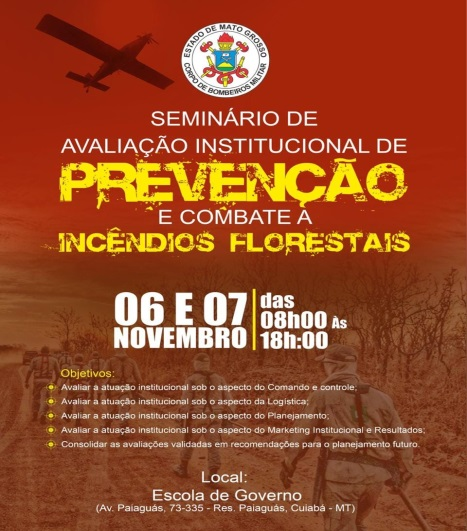 ESTADO DE MATO GROSSO
CORPO DE BOMBEIROS MILITAR
SEMINÁRIO DE
AVALIAÇÃO INSTITUCIONAL DE
PREVENÇÃO
E COMBATE À
INCÊNDIOS FLORESTAIS
06 E 07
NOVEMBRO
das
08h00 Às
18h:00
Objetivos:
Avaliar a atuação institucional sob o aspecto do Comando e controle;
Avaliar a atuação institucional sob o aspecto da Logística;
Avaliar a atuação institucional sob o aspecto do Planejamento;
Avaliar a atuação institucional sob o aspecto do Marketing Institucional e Resultados;
Consolidar as avaliações validadas em recomendações para o planejamento futuro.
Local:
Escola de Governo
(Av. Paiaguás, 73-335 - Res. Paiaguás, Cuiabá - MT)